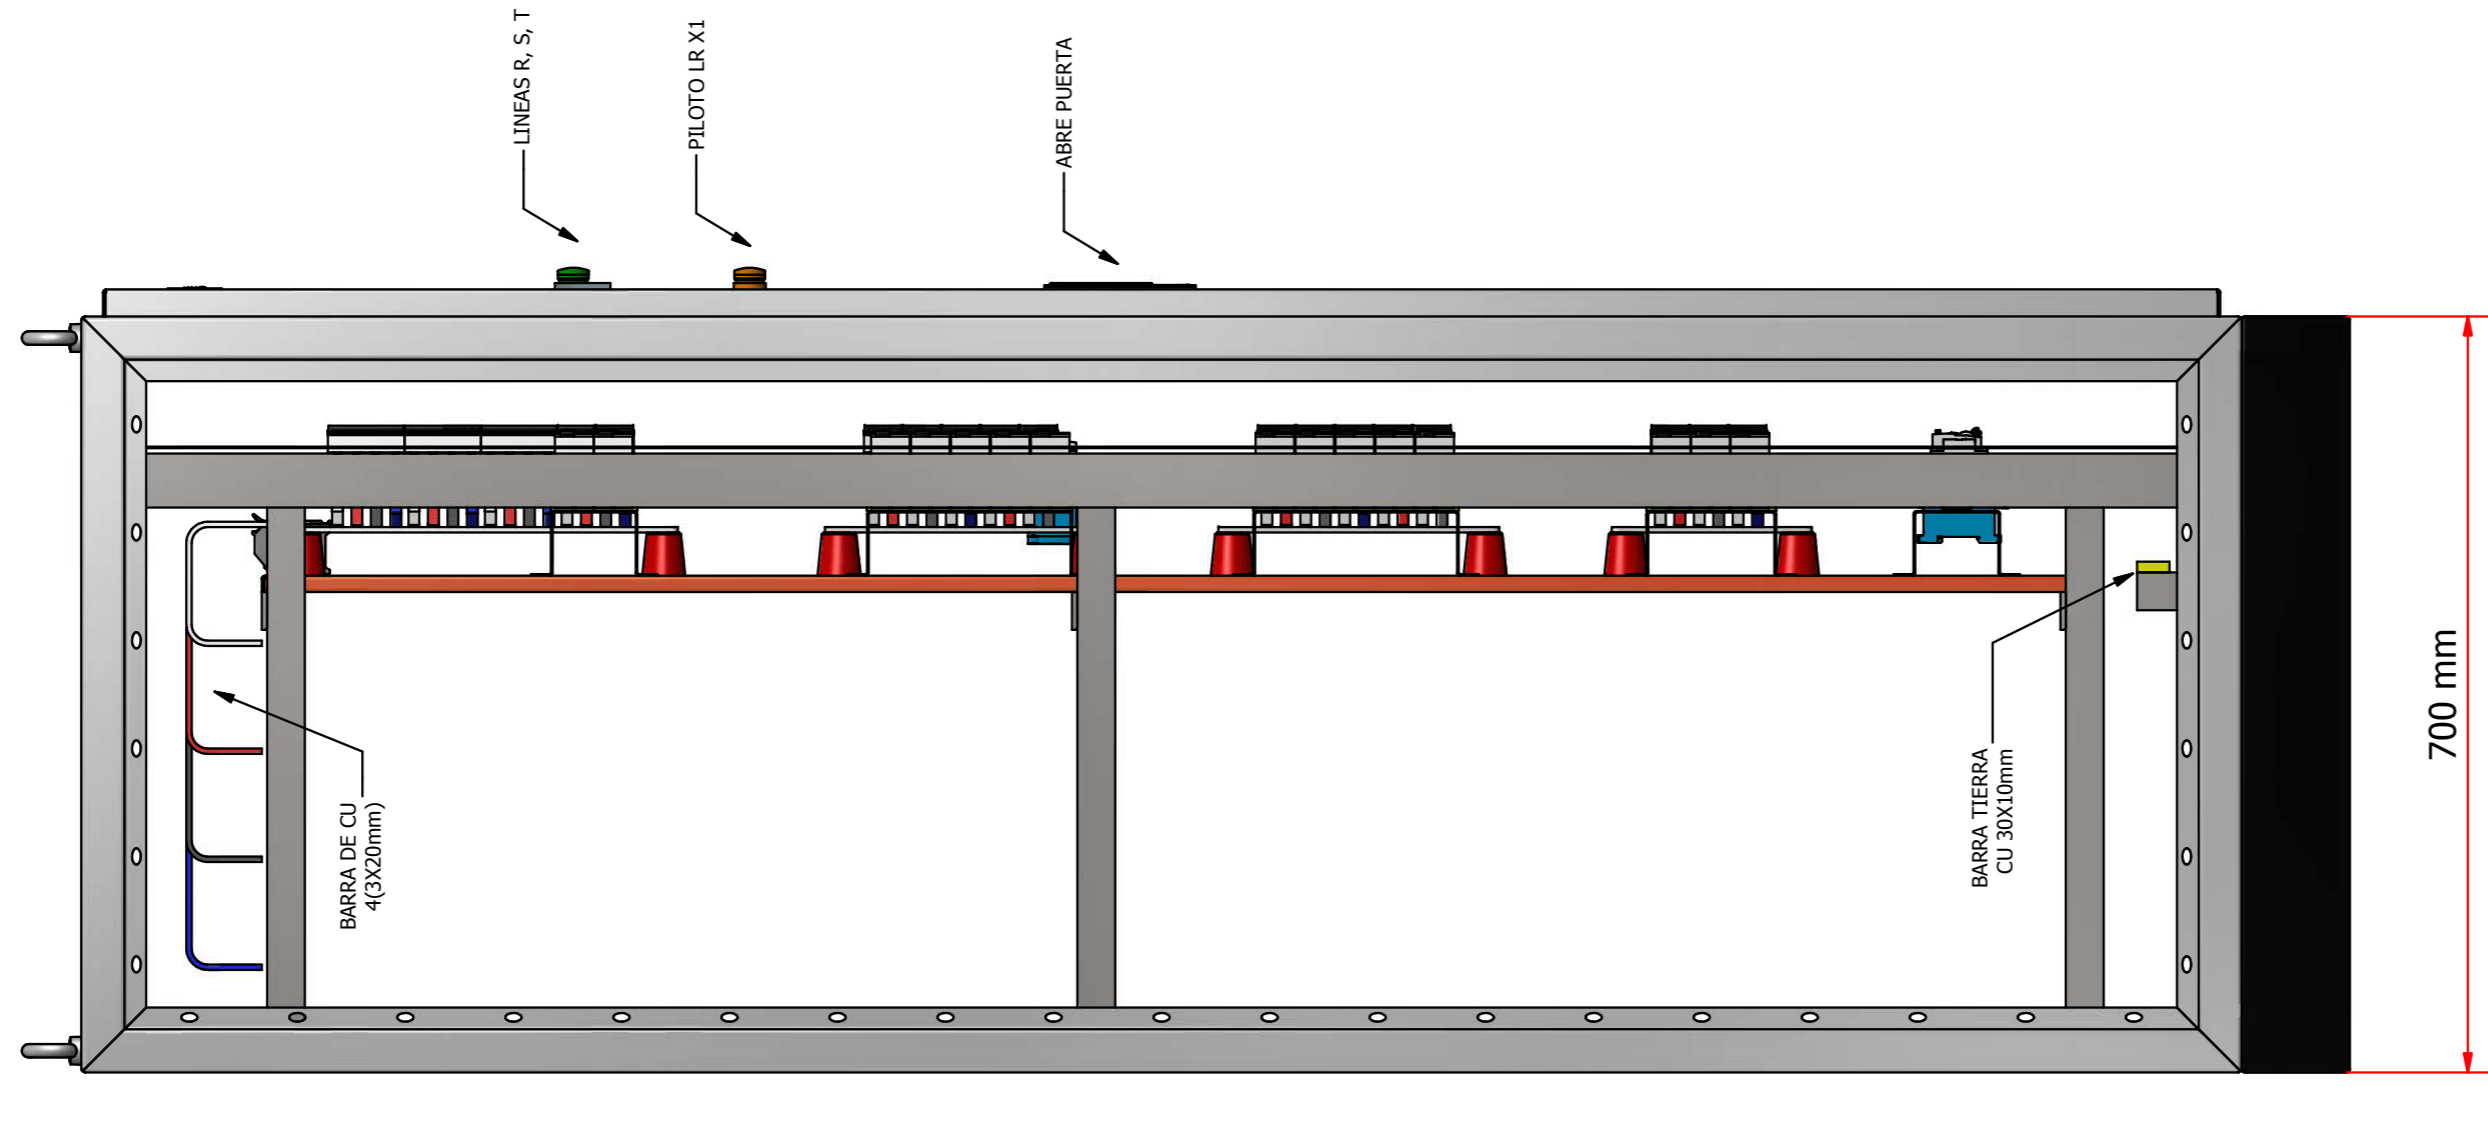 LINEAS R, S, T
PILOTO LR X1
ABRE PUERTA
BARRA DE CU
4(3X20mm)
BARRA TIERRA
CU 30X10mm
700 mm